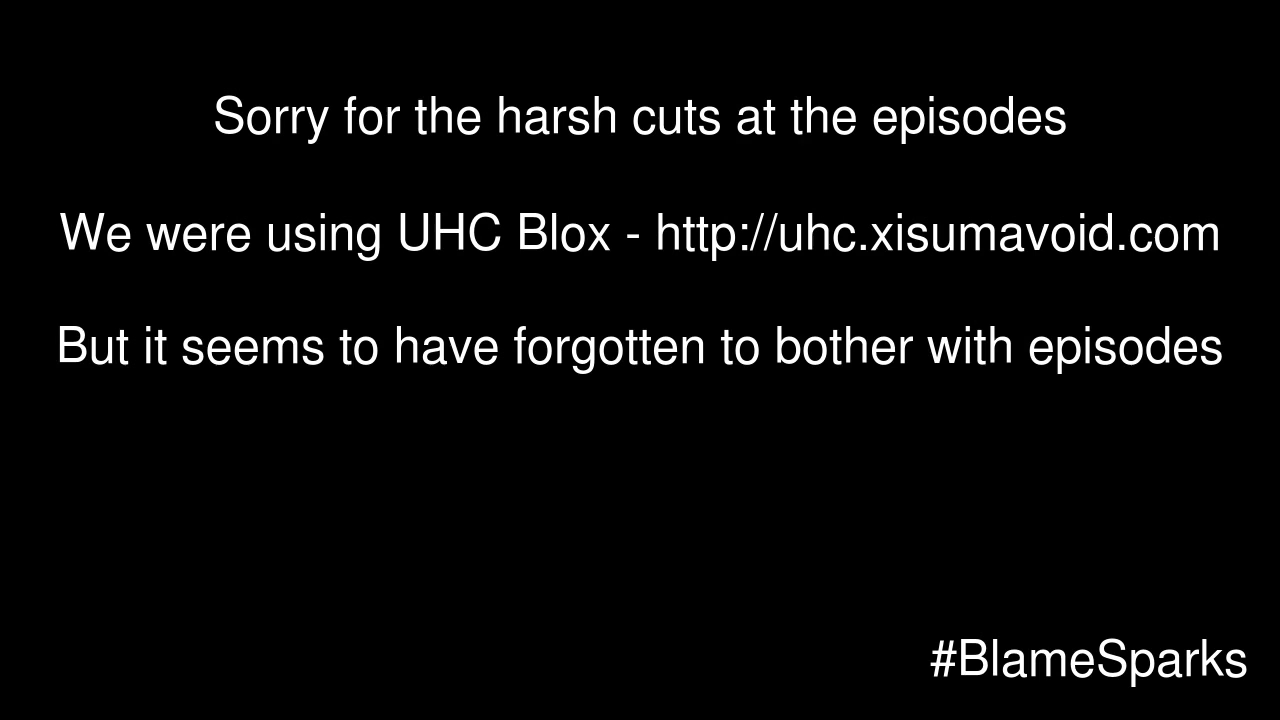 Sorry for the harsh cuts at the episodes
We were using UHC Blox - http://uhc.xisumavoid.com
But it seems to have forgotten to bother with episodes
#BlameSparks